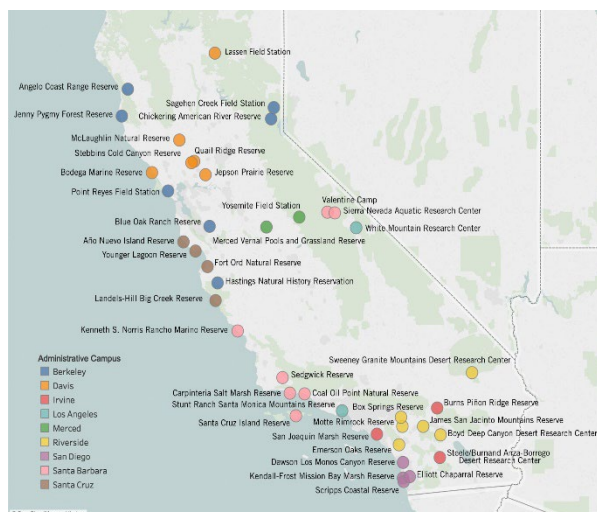 Lassen Field Station
Angelo Coast Range Reserve
Sagehen Creek Field Station
Jenny Pygmy Forest Reserve
Chickering American River Reserve
McLaughlin Natural Reserve
Stebbins Cold Canyon Reserve
Quail Ridge Reserve
Bodega Marine Reserve
Jepson Prairie Reserve
Point Reyes Field Station
Valentine Camp
Yosemite Field Station
Sierra Nevada Aquatic Research Center
Blue Oak Ranch Reserve
White Mountain Research Center
Año Nuevo Island Reserve
Merced Vernal Pools and Grassland Reserve
Younger Lagoon Reserve
Fort Ord Natural Reserve
Hastings Natural History Reservation
Landels-Hill Big Creek Reserve
Kenneth S. Norris Rancho Marino Reserve
Sweeney Granite Mountains Desert Research Center
Administrative Campus
Berkeley
Davis
Irvine
Los Angeles
Merced
Riverside
San Diego
Santa Barbara
Santa Cruz
Sedgwick Reserve
Carpinteria Salt Marsh Reserve
Coal Oil Point Natural Reserve
Stunt Ranch Santa Monica Mountains Reserve
Box Springs Reserve
Burns Piñon Ridge Reserve
Santa Cruz Island Reserve
Motte Rimrock Reserve
James San Jacinto Mountains Reserve
San Joaquin Marsh Reserve
Boyd Deep Canyon Desert Research Center
Emerson Oaks Reserve
Steele/Burnand Anza-Borrego
Desert Research Center
Dawson Los Monos Canyon Reserve
Kendall-Frost Mission Bay Marsh Reserve
Elliott Chaparral Reserve
Scripps Coastal Reserve